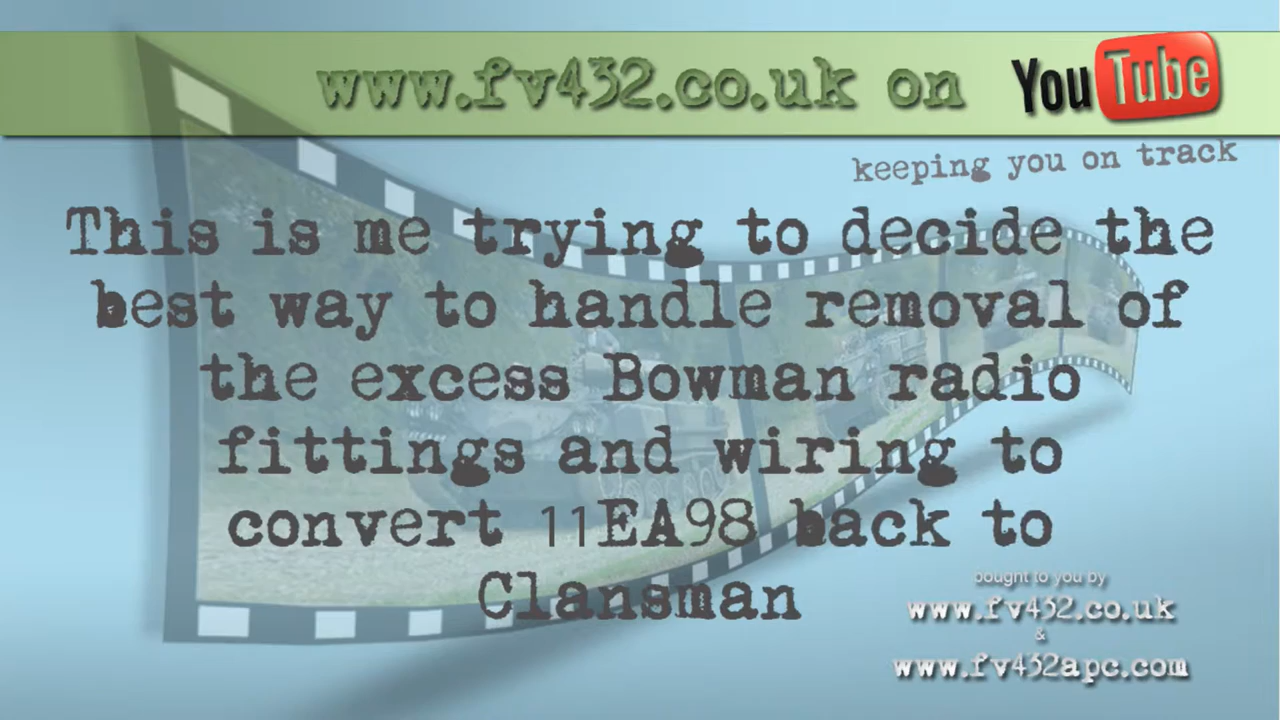 www.fv432.co.uk on YouTube
keeping you on track
This is me trying to decide the
best way to handle removal of
the excess Bowman radio
fittings and wiring to
convert 11EA98 back to
Clansman
bought to you by
www.fv432.co.uk
&
www.fv432apc.com